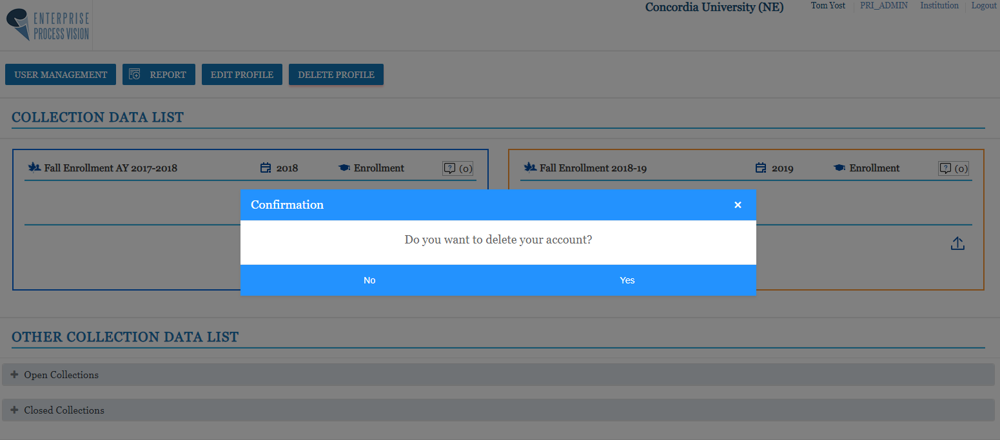 ENTERPRISE
PROCESS VISION
Concordia University (NE)
Tom Yost
PRI_ADMIN
Institution
Logout
USER MANAGEMENT
REPORT
EDIT PROFILE
DELETE PROFILE
COLLECTION DATA LIST
Fall Enrollment AY 2017-2018
2018
Enrollment
? (0)
Fall Enrollment 2018-19
2019
Enrollment
? (0)
Confirmation
×
Do you want to delete your account?
No
Yes
OTHER COLLECTION DATA LIST
+ Open Collections
+ Closed Collections